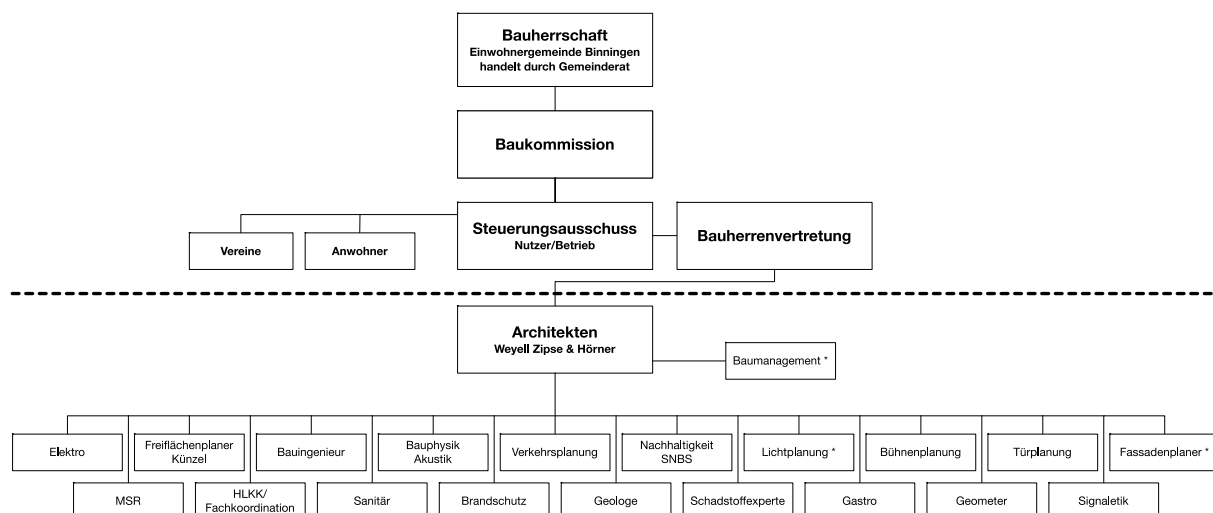 Bauherrschaft
Einwohnergemeinde Binningen
handelt durch Gemeinderat
Baukommission
Steuerungsausschuss
Nutzer/Betrieb
Bauherrenvertretung
Vereine
Anwohner
Architekten
Weyell Zipse & Hörner
Baumanagement *
Elektro
Freiflächenplaner
Künzel
Bauingenieur
Bauphysik
Akustik
Verkehrsplanung
Nachhaltigkeit
SNBS
Lichtplanung *
Bühnenplanung
Türplanung
Fassadenplaner *
MSR
HLKK/
Fachkoordination
Sanitär
Brandschutz
Geologe
Schadstoffexperte
Gastro
Geometer
Signaletik